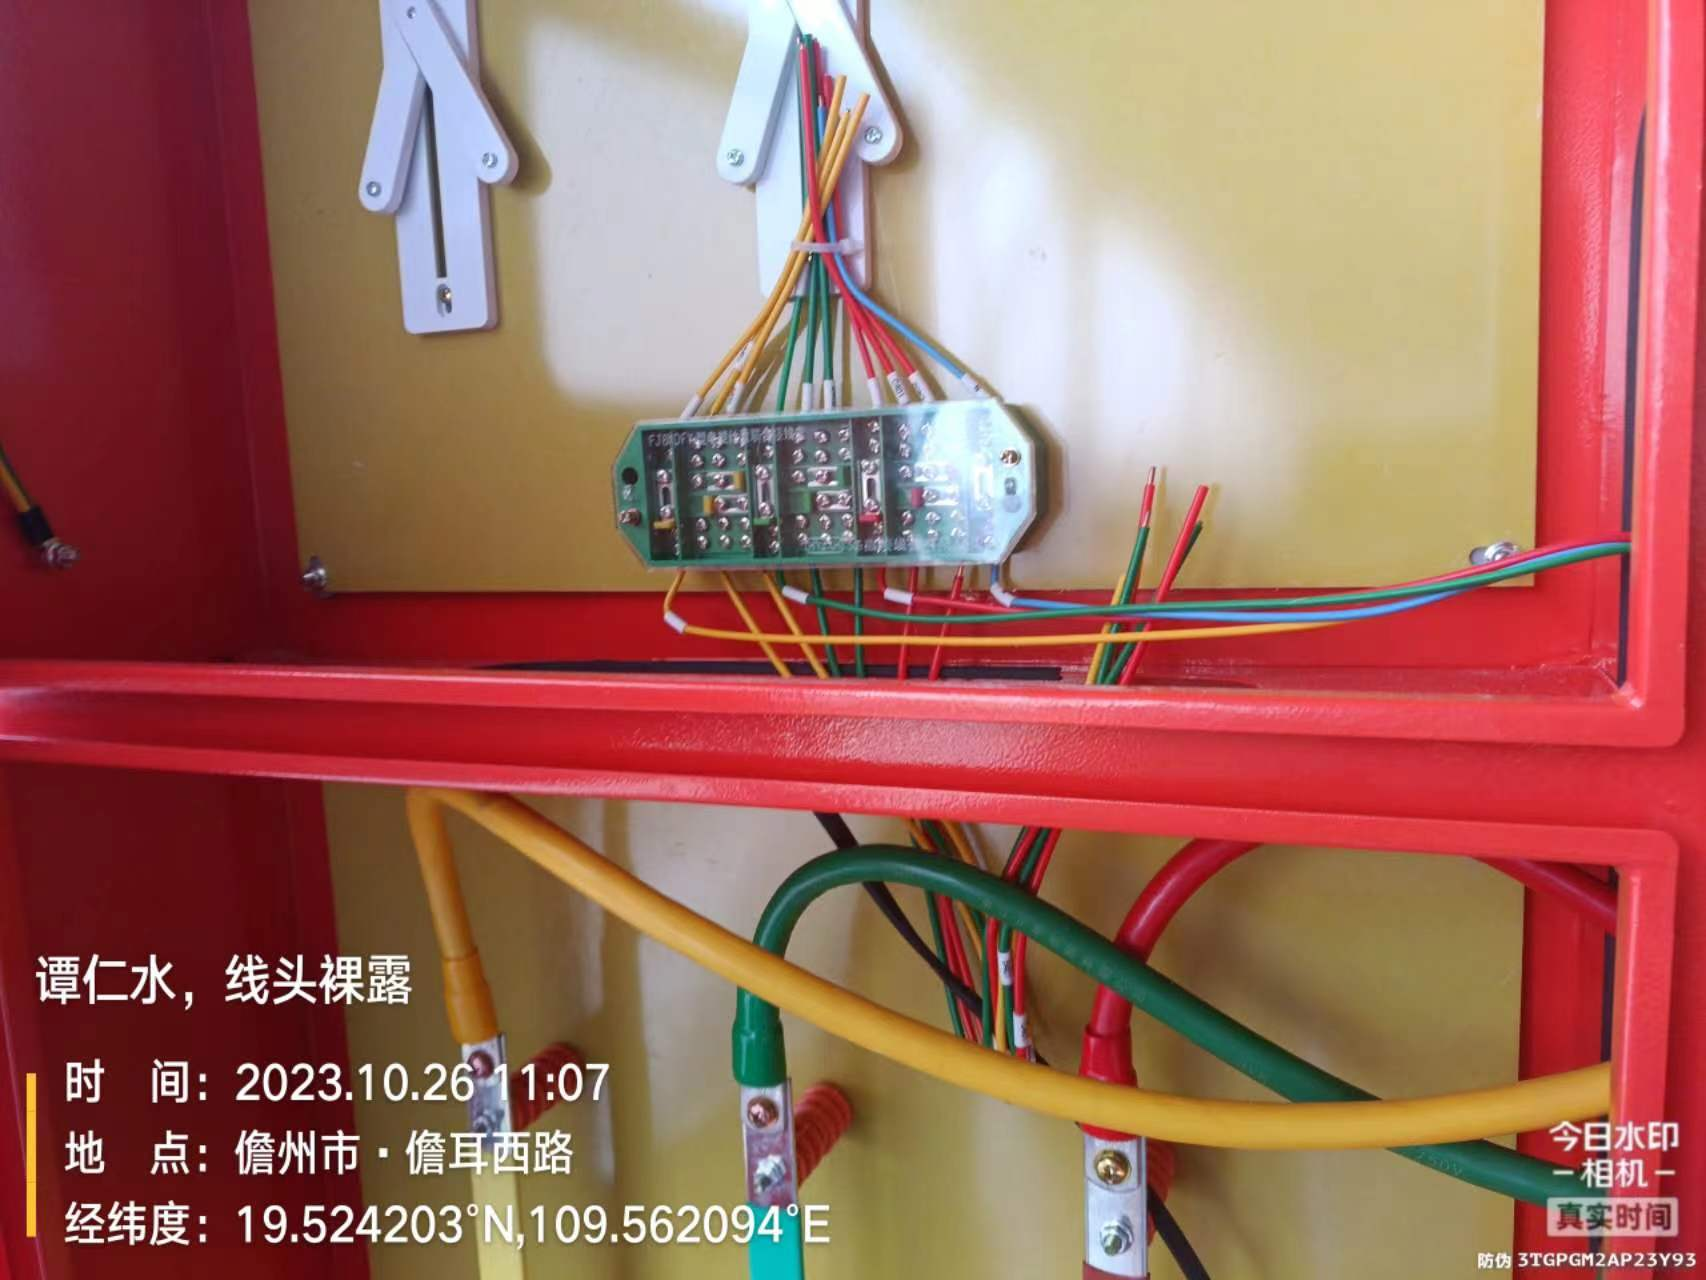 谭仁水，线头裸露
时 间：2023.10.26 11:07
地 点：儋州市·儋耳西路
经纬度：19.524203°N,109.562094°E
今日水印
-相机-
真实时间
防伪 3TGPGM2AP23Y93